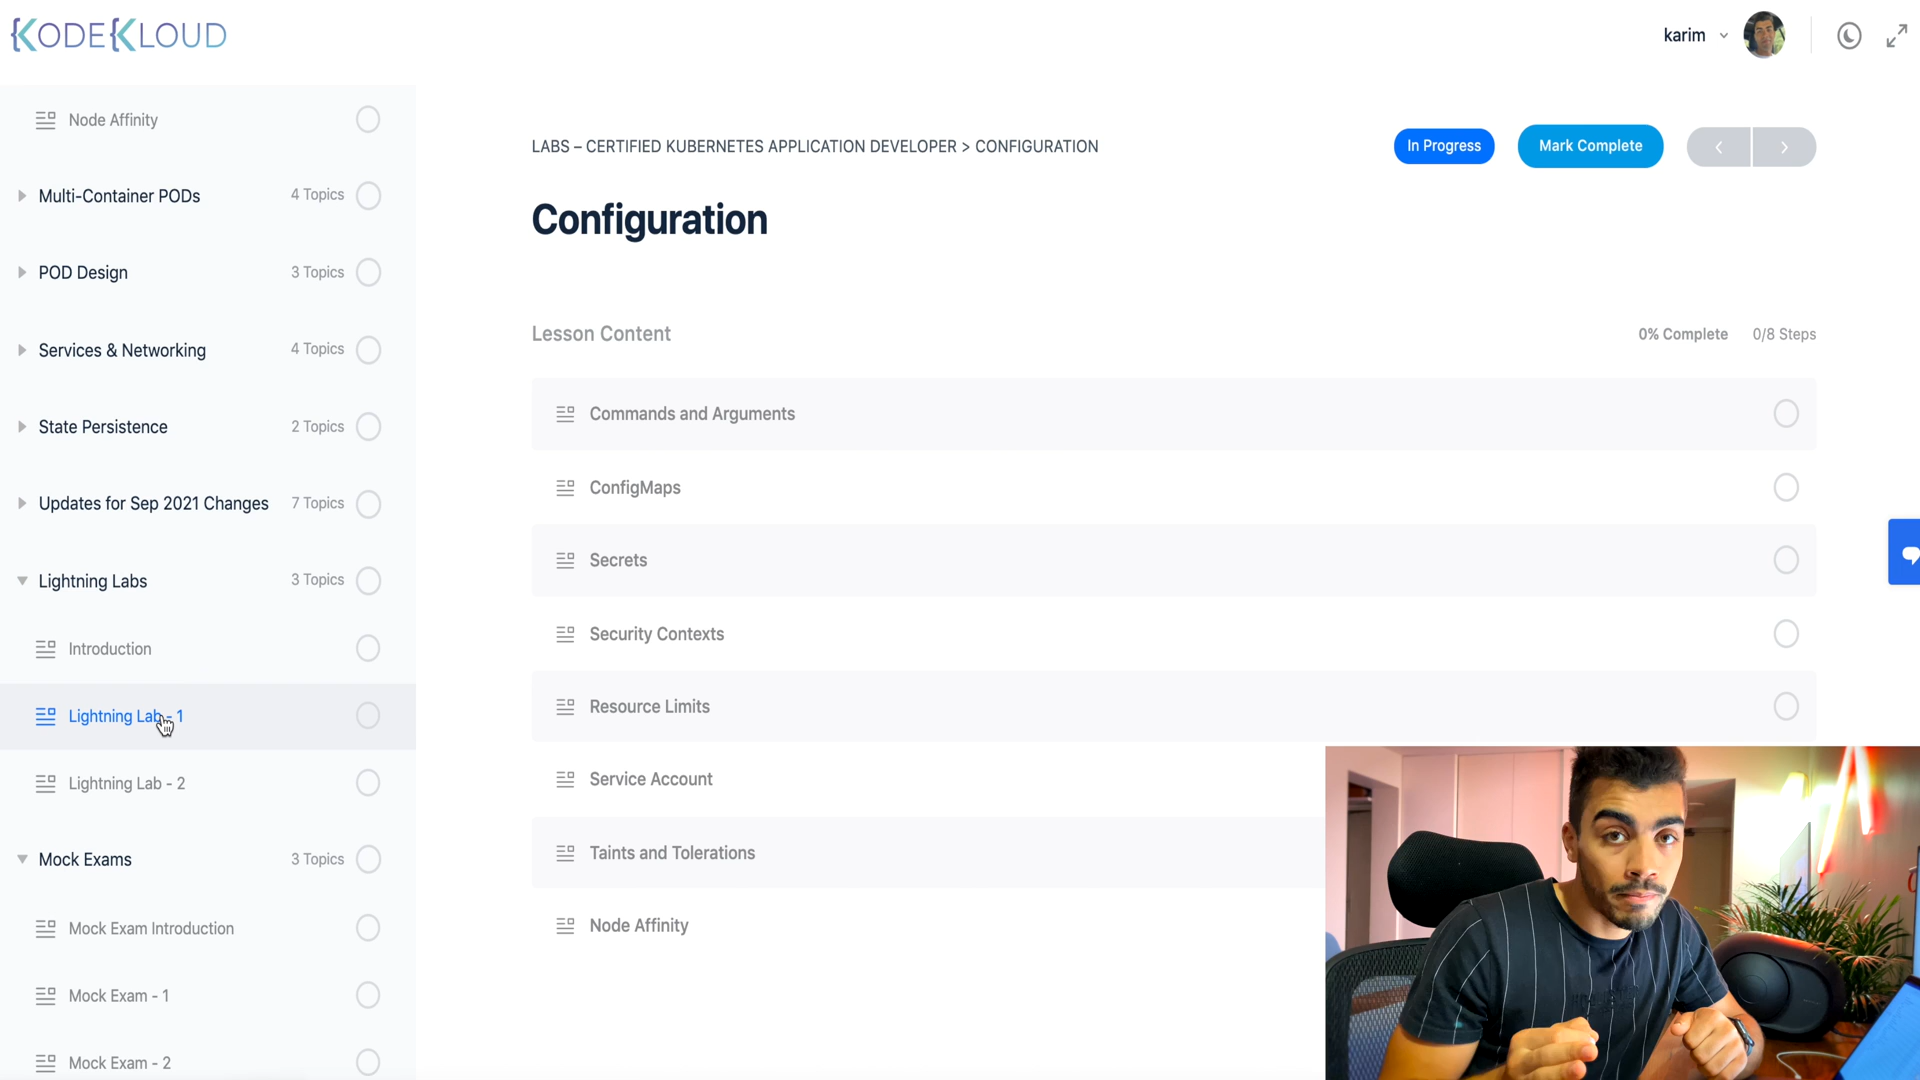 KODEKLOUD
karim
Node Affinity
Multi-Container PODs 4 Topics
POD Design 3 Topics
Services & Networking 4 Topics
State Persistence 2 Topics
Updates for Sep 2021 Changes 7 Topics
Lightning Labs 3 Topics
Introduction
Lightning Lab - 1
Lightning Lab - 2
Mock Exams 3 Topics
Mock Exam Introduction
Mock Exam - 1
Mock Exam - 2
LABS – CERTIFIED KUBERNETES APPLICATION DEVELOPER > CONFIGURATION
In Progress
Mark Complete
Configuration
Lesson Content
0% Complete 0/8 Steps
Commands and Arguments
ConfigMaps
Secrets
Security Contexts
Resource Limits
Service Account
Taints and Tolerations
Node Affinity